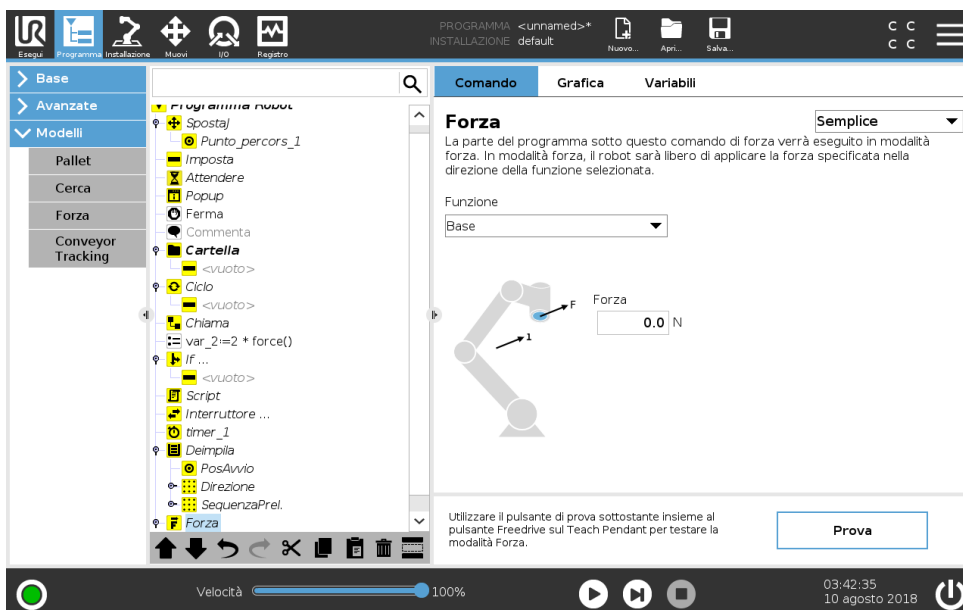 UR
PROGRAMMA <unnamed>*
INSTALLAZIONE default
Esegui Programma Installazione Muovi I/O Registro
Nuovo... Apri... Salva...
C C
C C
Base
Avanzate
Modelli
Pallet
Cerca
Forza
Conveyor
Tracking
Programma Robot
SpostaJ
Punto_percors_1
Imposta
Attendere
Popup
Ferma
Commenta
Cartella
<vuoto>
Ciclo
<vuoto>
Chiama
var_2:=2 * force()
If ...
<vuoto>
Script
Interruttore ...
timer_1
Deimpila
PosAvvio
Direzione
SequenzaPrel.
Forza
Comando Grafica Variabili
Forza
Semplice
La parte del programma sotto questo comando di forza verrà eseguito in modalità
forza. In modalità forza, il robot sarà libero di applicare la forza specificata nella
direzione della funzione selezionata.
Funzione
Base
F
1
Forza
0.0 N
Utilizzare il pulsante di prova sottostante insieme al
pulsante Freedrive sul Teach Pendant per testare la
modalità Forza.
Prova
Velocità 100%
03:42:35
10 agosto 2018